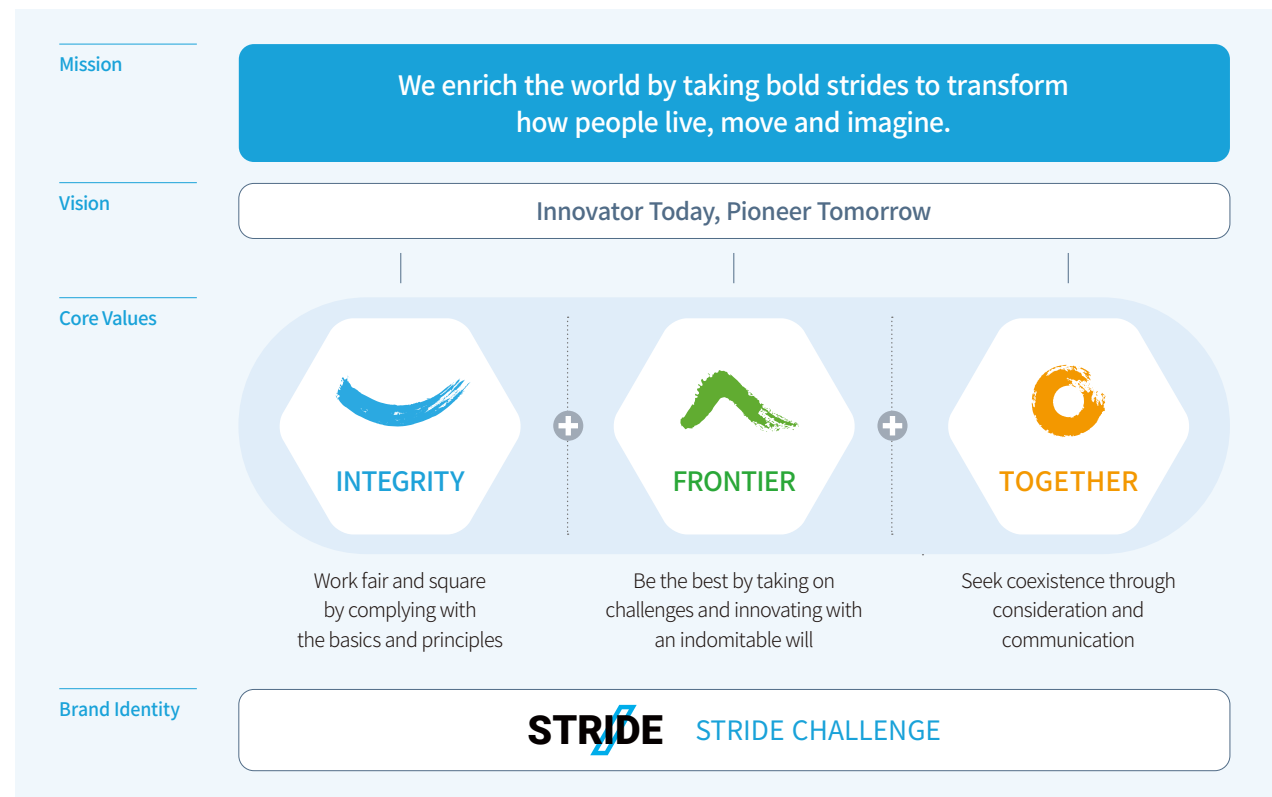 Mission
We enrich the world by taking bold strides to transform
how people live, move and imagine.
Vision
Innovator Today, Pioneer Tomorrow
Core Values
INTEGRITY
FRONTIER
TOGETHER
Work fair and square
by complying with
the basics and principles
Be the best by taking on
challenges and innovating with
an indomitable will
Seek coexistence through
consideration and
communication
Brand Identity
STRIDE STRIDE CHALLENGE